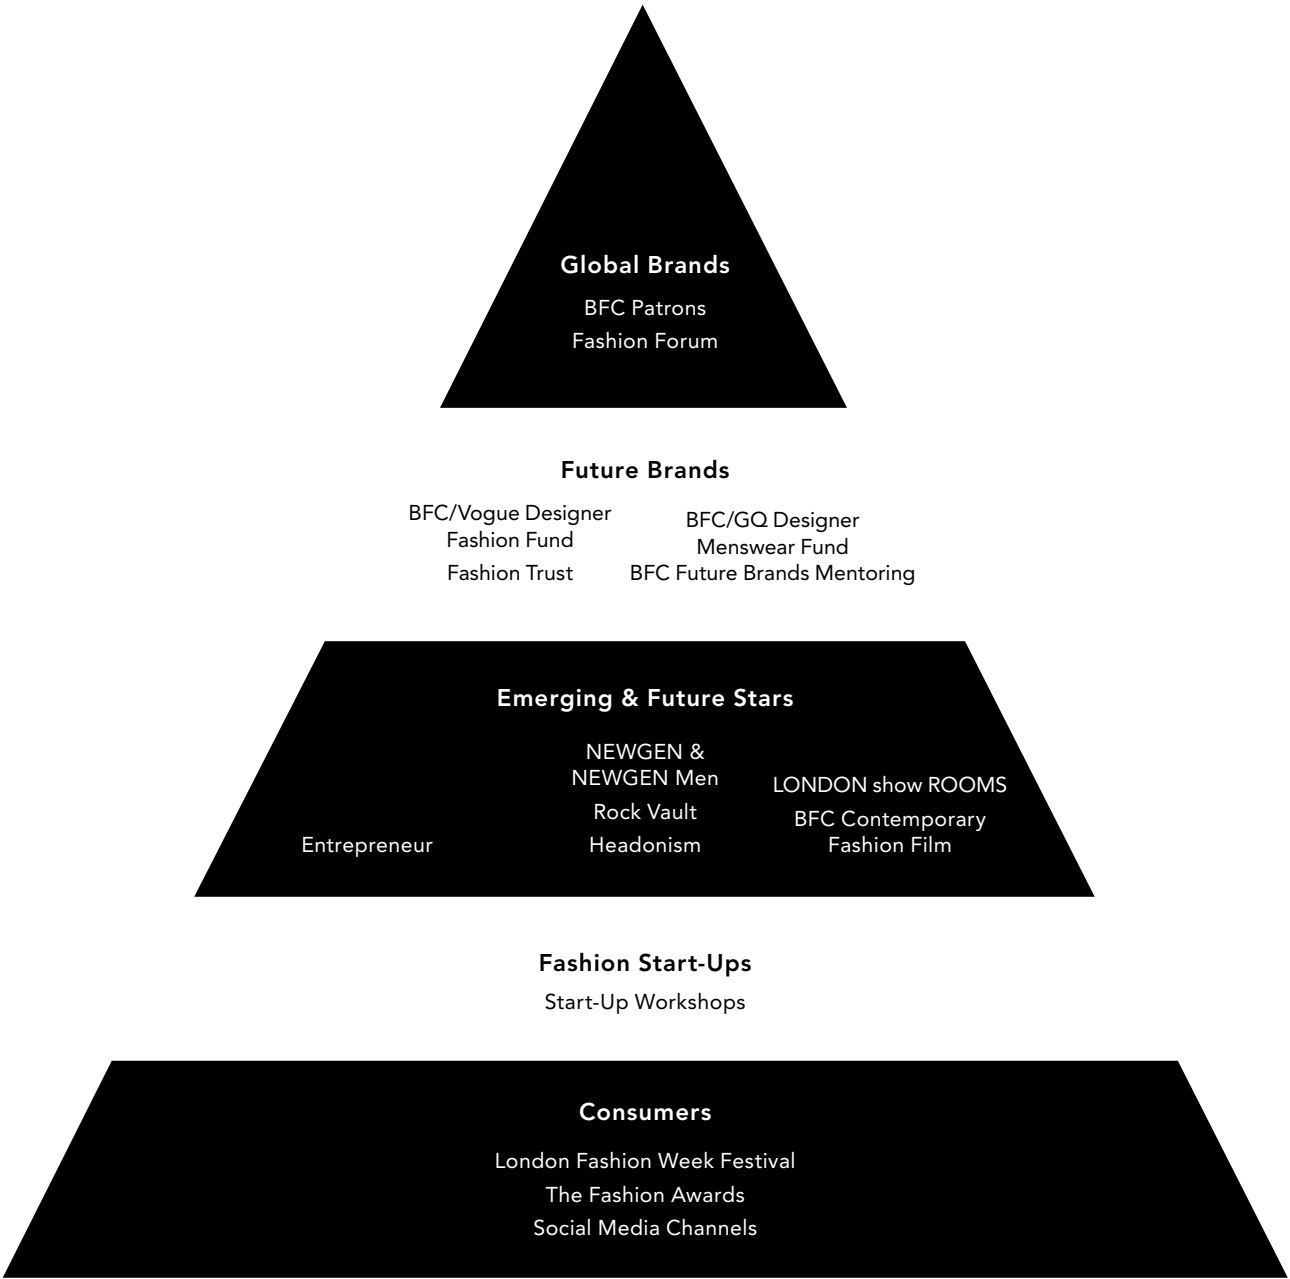 Global Brands
BFC Patrons
Fashion Forum
Future Brands
BFC/Vogue Designer
Fashion Fund
Fashion Trust
BFC/GQ Designer
Menswear Fund
BFC Future Brands Mentoring
Emerging & Future Stars
Entrepreneur
NEWGEN &
NEWGEN Men
Rock Vault
Headonism
LONDON show ROOMS
BFC Contemporary
Fashion Film
Fashion Start-Ups
Start-Up Workshops
Consumers
London Fashion Week Festival
The Fashion Awards
Social Media Channels